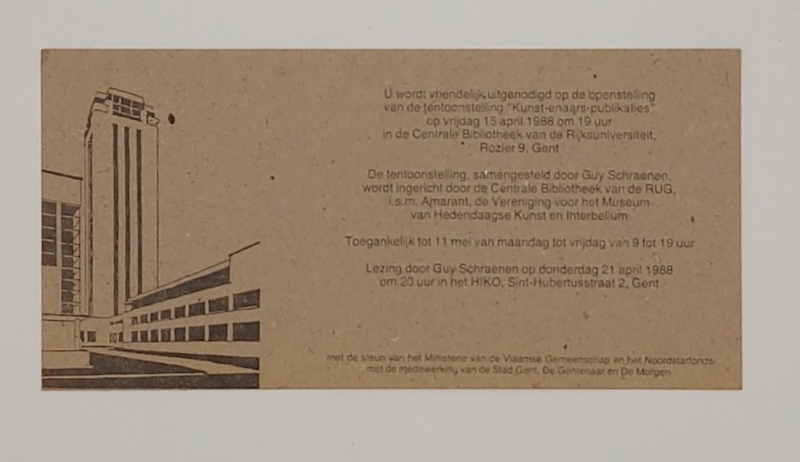 U wordt vriendelijk uitgenodigd op de openstelling
van de tentoonstelling "Kunst-enaars-publikaties"
op vrijdag 15 april 1988 om 19 uur
in de Centrale Bibliotheek van de Rijksuniversiteit,
Rozier 9, Gent
De tentoonstelling, samengesteld door Guy Schraenen,
wordt ingericht door de Centrale Bibliotheek van de RUG,
i.s.m. Amarant, de Vereniging voor het Museum
van Hedendaagse Kunst en Interbellum
Toegankelijk tot 11 mei van maandag tot vrijdag van 9 tot 19 uur
Lezing door Guy Schraenen op donderdag 21 april 1988
om 20 uur in het HIKO, Sint-Hubertusstraat 2, Gent
met de steun van het Ministerie van de Vlaamse Gemeenschap en het Noordstarfonds
met de medewerking van de Stad Gent, De Gentenaar en De Morgen